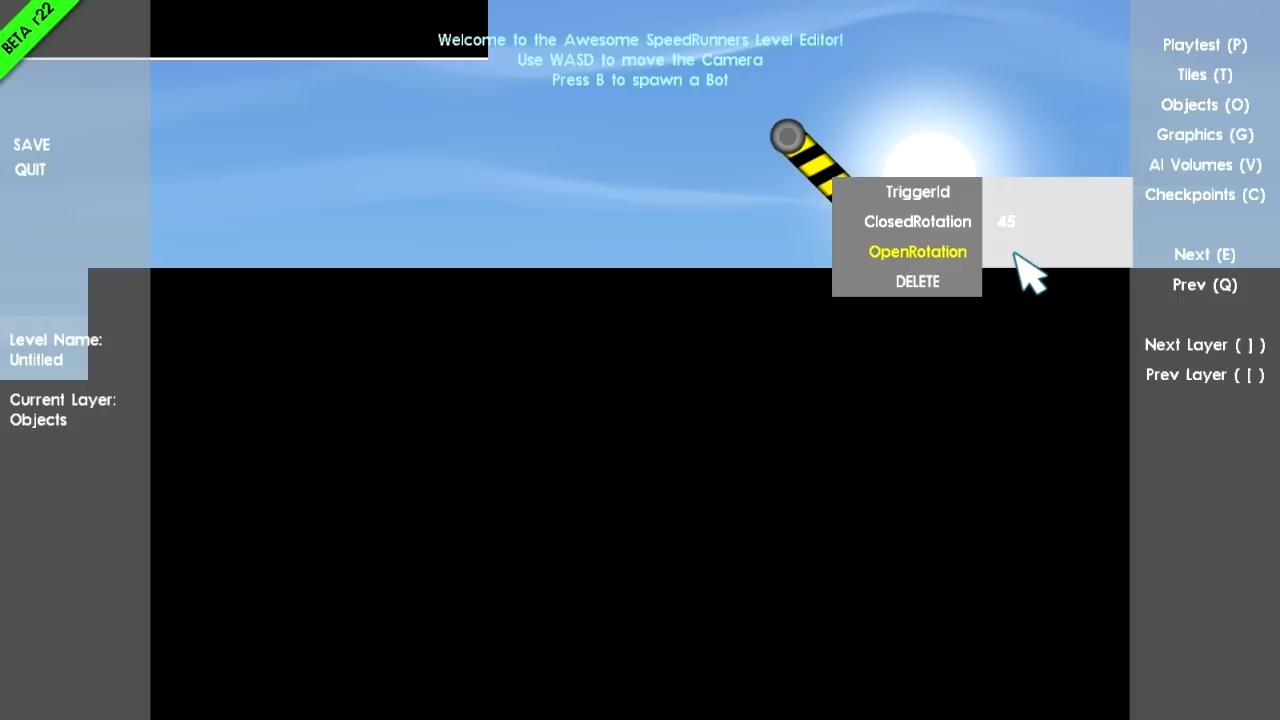 BETA r22
Welcome to the Awesome SpeedRunners Level Editor!
Use WASD to move the Camera
Press B to spawn a Bot
SAVE
QUIT
Level Name:
Untitled
Current Layer:
Objects
TriggerId
ClosedRotation 45
OpenRotation
DELETE
Playtest (P)
Tiles (T)
Objects (O)
Graphics (G)
AI Volumes (V)
Checkpoints (C)
Next (E)
Prev (Q)
Next Layer ( ] )
Prev Layer ( [ )